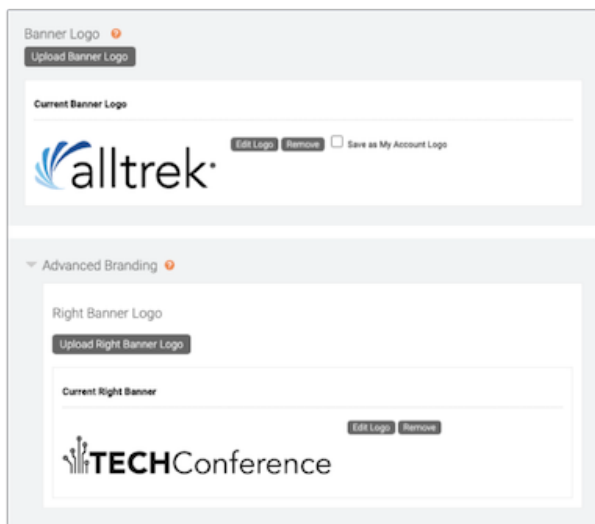 Banner Logo
Upload Banner Logo
Current Banner Logo
Edit Logo Remove Save as My Account Logo
alltrek
Advanced Branding
Right Banner Logo
Upload Right Banner Logo
Current Right Banner
Edit Logo Remove
TECHConference